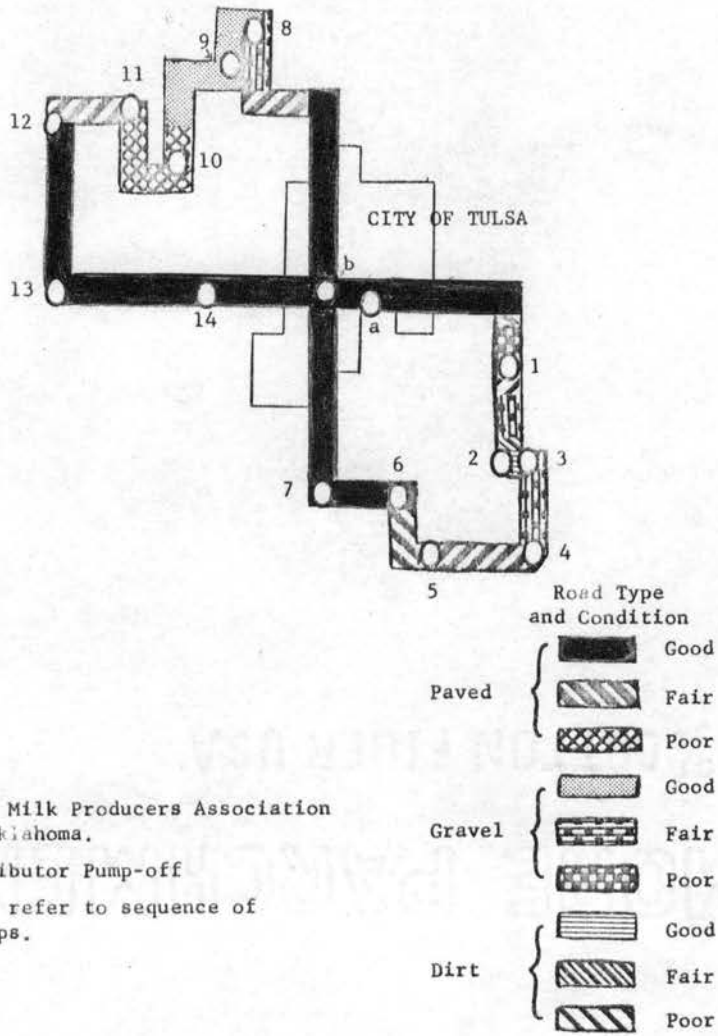 8
9
11
12
10
CITY OF TULSA
b
13
14
a
1
2
3
7
6
5
4
Road Type
and Condition
Paved
Good
Fair
Poor
Gravel
Good
Fair
Poor
Dirt
Good
Fair
Poor
Milk Producers Association
klahoma.
ributor Pump-off
refer to sequence of
ps.